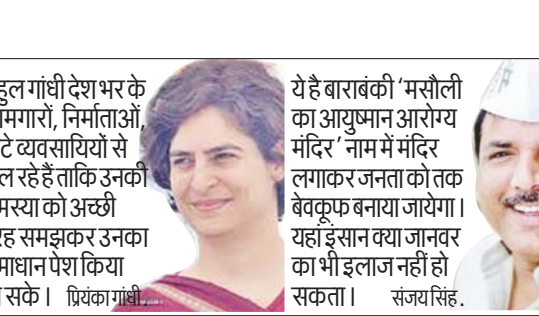 हुल गांधी देश भर के
मगारों, निर्माताओं,
टे व्यवसायियों से
ल रहे हैं ताकि उनकी
मस्या को अच्छी
रह समझकर उनका
माधान पेश किया
सके। प्रियंका गांधी.
ये है बाराबंकी ‘मसौली
का आयुष्मान आरोग्य
मंदिर’ नाम में मंदिर
लगाकर जनता को तक
बेवकूफ बनाया जायेगा।
यहां इंसान क्या जानवर
का भी इलाज नहीं हो
सकता। संजय सिंह.